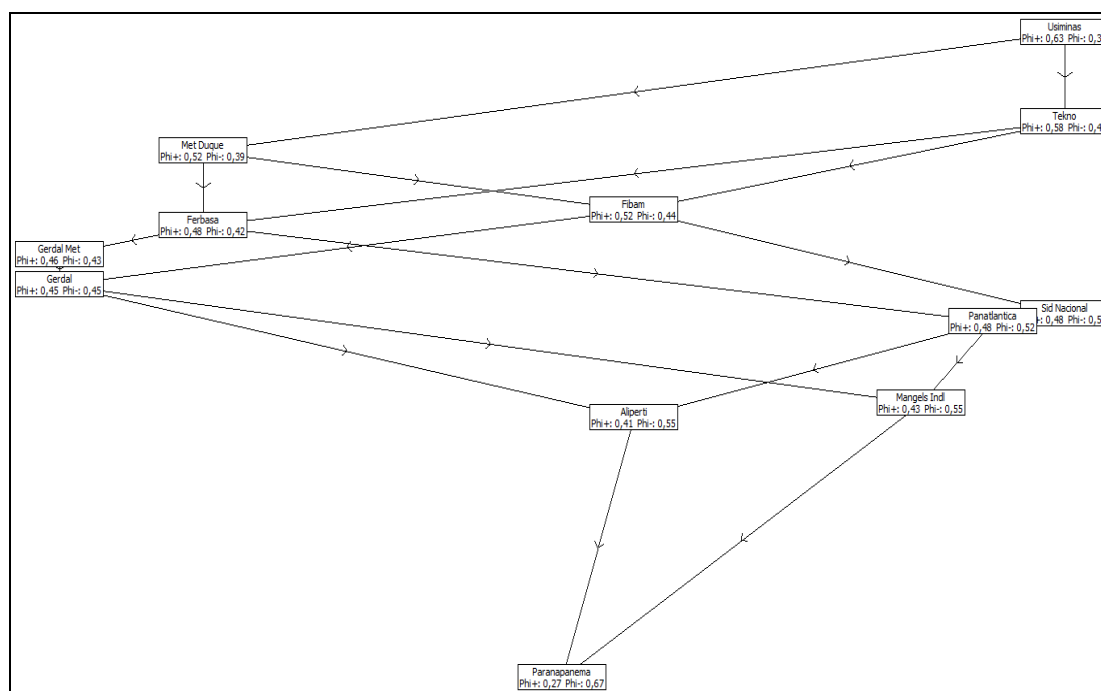 Usiminas
Phi+: 0,63 Phi-: 0,3
Tekno
Phi+: 0,58 Phi-: 0,4
Met Duque
Phi+: 0,52 Phi-: 0,39
Fibam
Phi+: 0,52 Phi-: 0,44
Ferbasa
Phi+: 0,48 Phi-: 0,42
Gerdal Met
Phi+: 0,46 Phi-: 0,43
Gerdal
Phi+: 0,45 Phi-: 0,45
Sid Nacional
+: 0,48 Phi-: 0,5
Panatlantica
Phi+: 0,48 Phi-: 0,52
Mangels Indl
Phi+: 0,43 Phi-: 0,55
Aliperti
Phi+: 0,41 Phi-: 0,55
Paranapanema
Phi+: 0,27 Phi-: 0,67